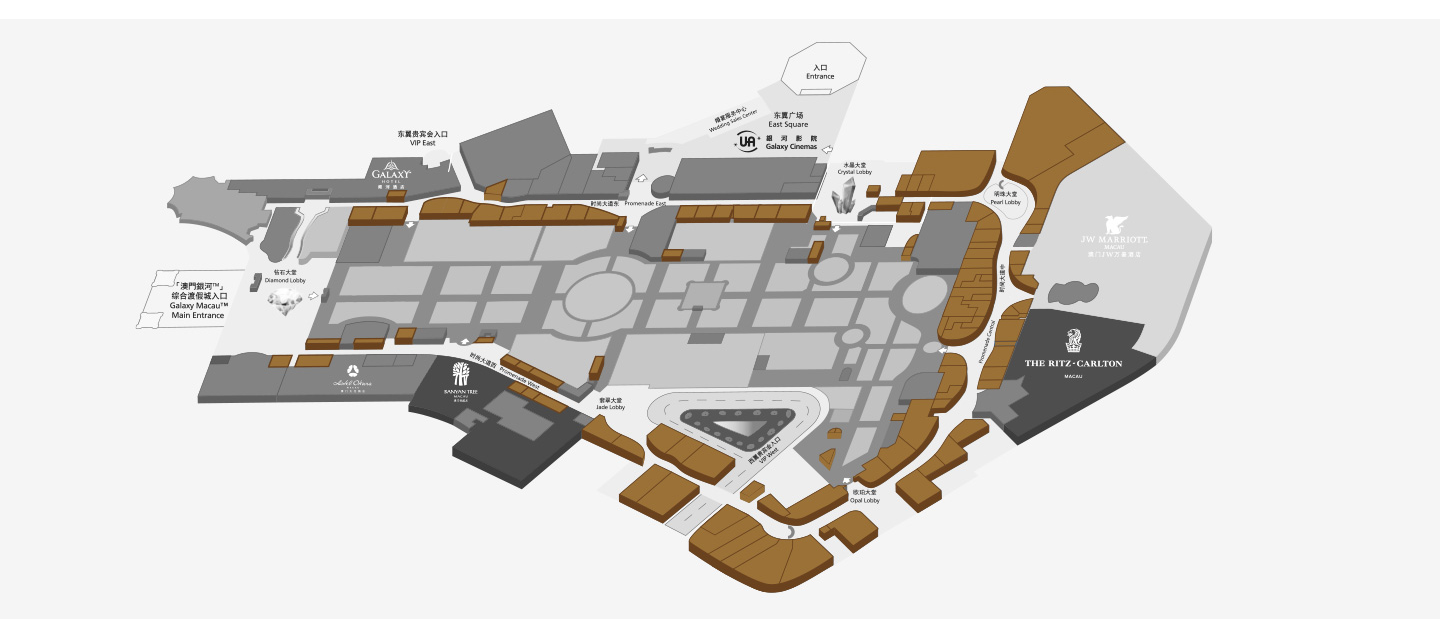 入口
Entrance
婚宴服务中心
Wedding Sales Center
东翼广场
East Square
UA
銀河影院
Galaxy Cinemas
东翼贵宾会入口
VIP East
GALAXY
HOTEL
銀河酒店
水晶大堂
Crystal Lobby
明珠大堂
Pearl Lobby
时尚大道东 Promenade East
JW MARRIOTT
MACAU
澳门JW万豪酒店
钻石大堂
Diamond Lobby
「澳門銀河™」
综合渡假城入口
Galaxy Macau™
Main Entrance
时尚大道中
Promenade Central
THE RITZ-CARLTON
MACAU
时尚大道西 Promenade West
Hotel Okura
MACAU
BANYAN TREE
MACAU
翡翠大堂
Jade Lobby
西翼贵宾会入口
VIP West
琥珀大堂
Opal Lobby